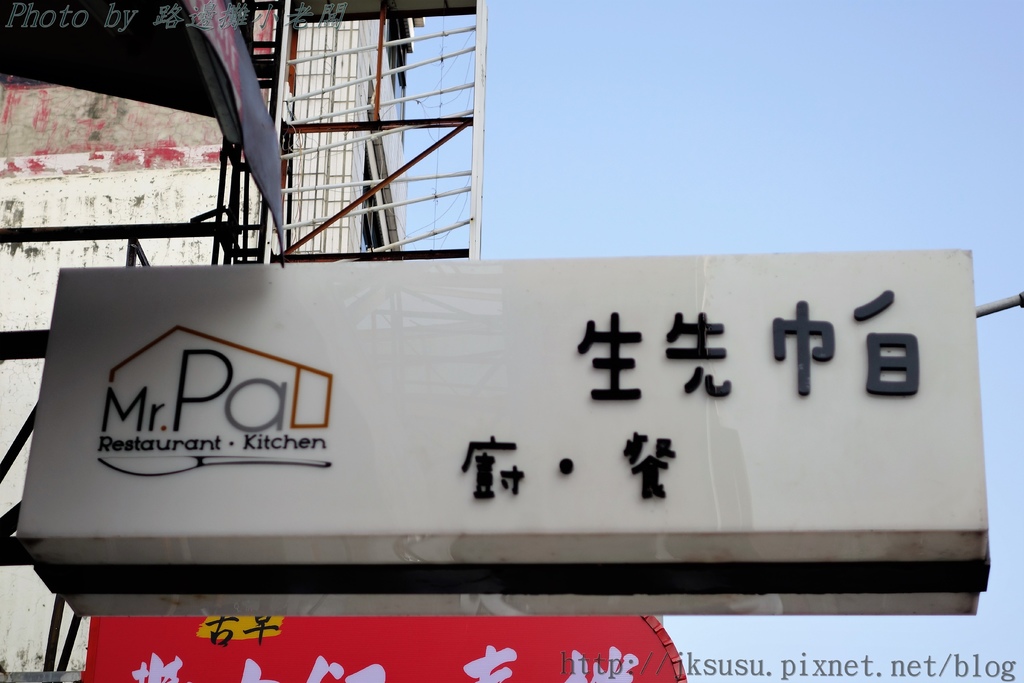 Photo by 路邊攤小老闆
Mr. Pa
Restaurant · Kitchen
生先帕
廚·餐
古早
http://jksusu.pixnet.net/blog